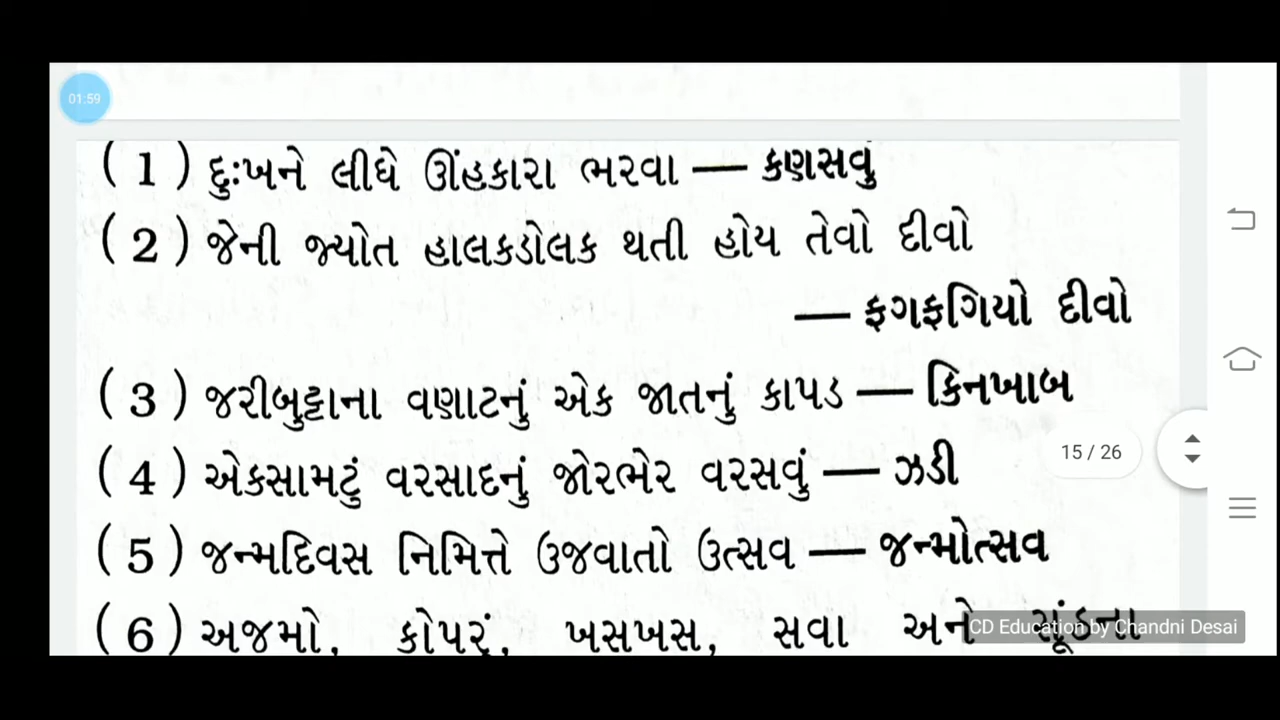 01:59
( 1 ) દુઃખને લીધે ઊંહકારા ભરવા — કણસવું
( 2 ) જેની જ્યોત હાલકડોલક થતી હોય તેવો દીવો
— ફગફગિયો દીવો
( 3 ) જરીબુટ્ટાના વણાટનું એક જાતનું કાપડ — કિનખાબ
15 / 26
( 4 ) એકસામટું વરસાદનું જોરભેર વરસવું — ઝડી
( 5 ) જન્મદિવસ નિમિત્તે ઉજવાતો ઉત્સવ — જન્મોત્સવ
( 6 ) અજમો, કોપરું, ખસખસ, સવા અને ગૂંદના
CD Education by Chandni Desai